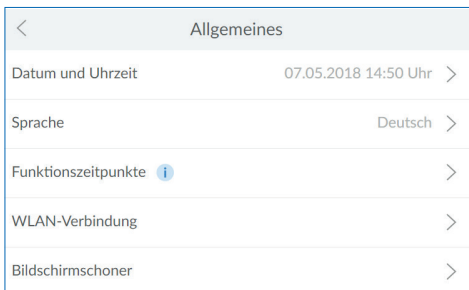 Allgemeines
Datum und Uhrzeit 07.05.2018 14:50 Uhr
Sprache Deutsch
Funktionszeitpunkte i
WLAN-Verbindung
Bildschirmschoner